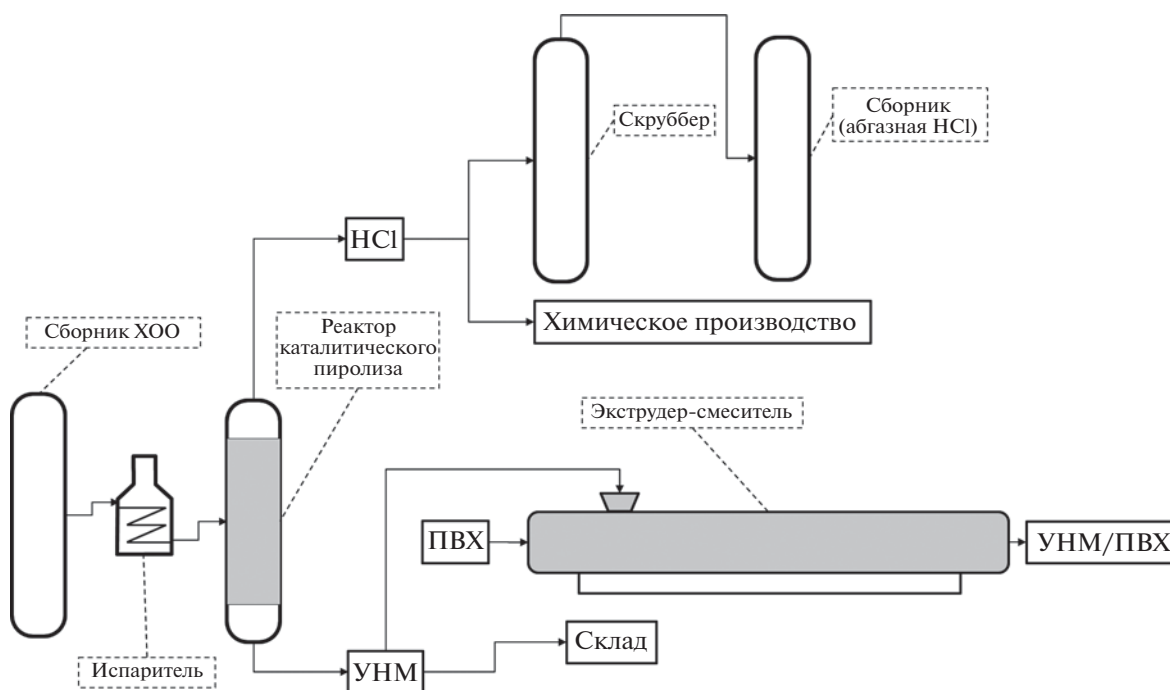 Скруббер
Сборник
(абгазная HCl)
HCl
Химическое производство
Сборник ХОО
Реактор
каталитического
пиролиза
Экструдер-смеситель
ПВХ
УНМ/ПВХ
Склад
Испаритель
УНМ